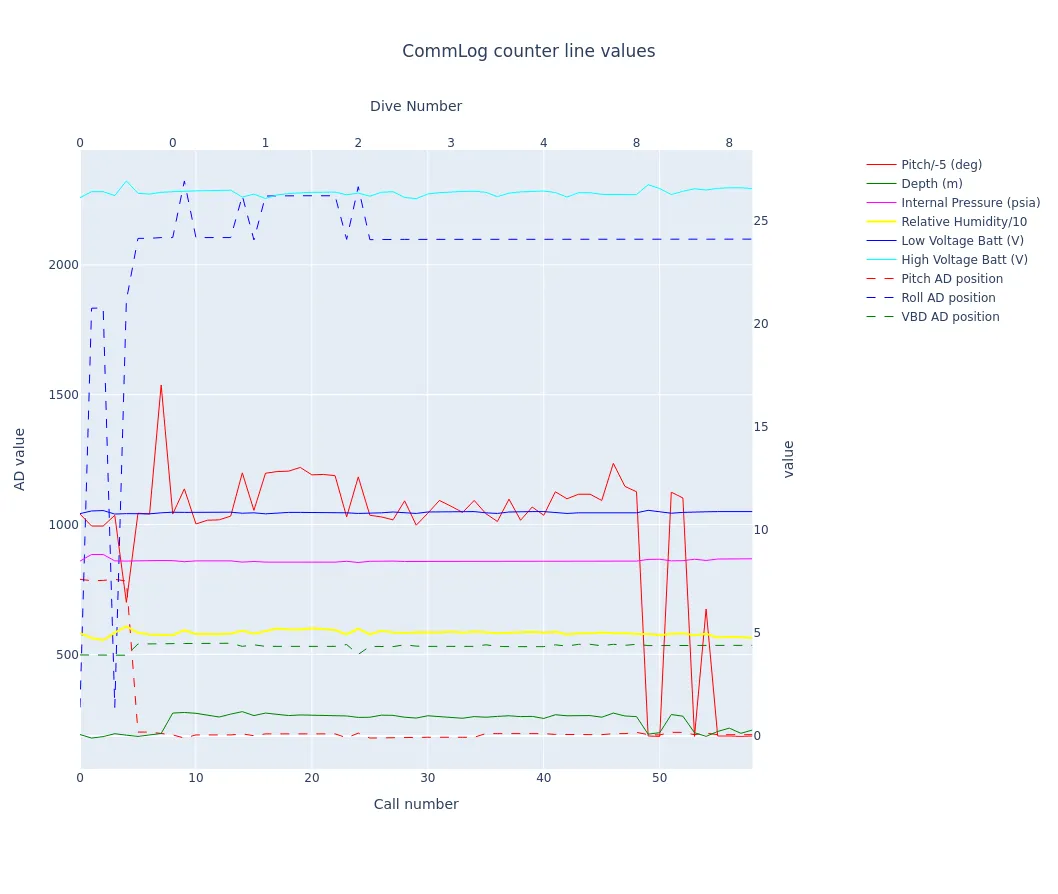 CommLog counter line values
Dive Number
0 0 1 2 3 4 8 8
Pitch/-5 (deg)
Depth (m)
Internal Pressure (psia)
Relative Humidity/10
Low Voltage Batt (V)
High Voltage Batt (V)
Pitch AD position
Roll AD position
VBD AD position
2000
1500
1000
500
AD value
25
20
15
10
5
0
value
0 10 20 30 40 50
Call number